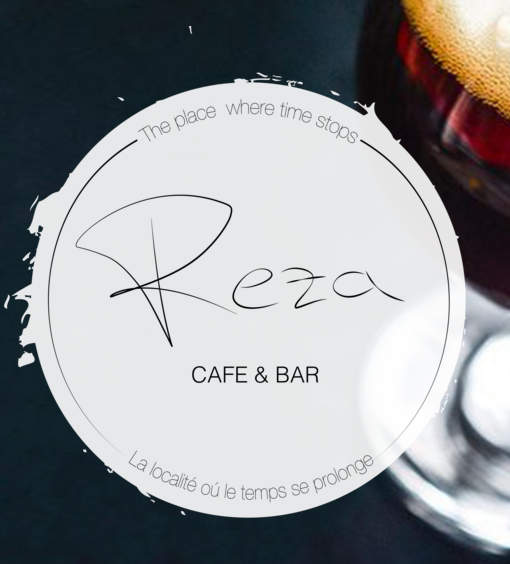 The place where time stops
Reza
CAFE & BAR
La localité oú le temps se prolonge